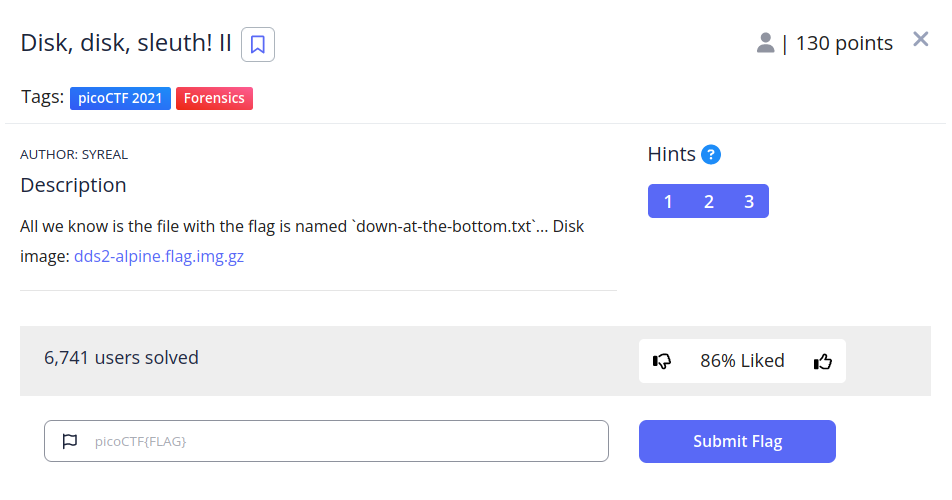 Disk, disk, sleuth! II
| 130 points
Tags: picoCTF 2021 Forensics
AUTHOR: SYREAL
Hints ?
Description
1 2 3
All we know is the file with the flag is named `down-at-the-bottom.txt`... Disk
image: dds2-alpine.flag.img.gz
6,741 users solved
86% Liked
picoCTF{FLAG}
Submit Flag